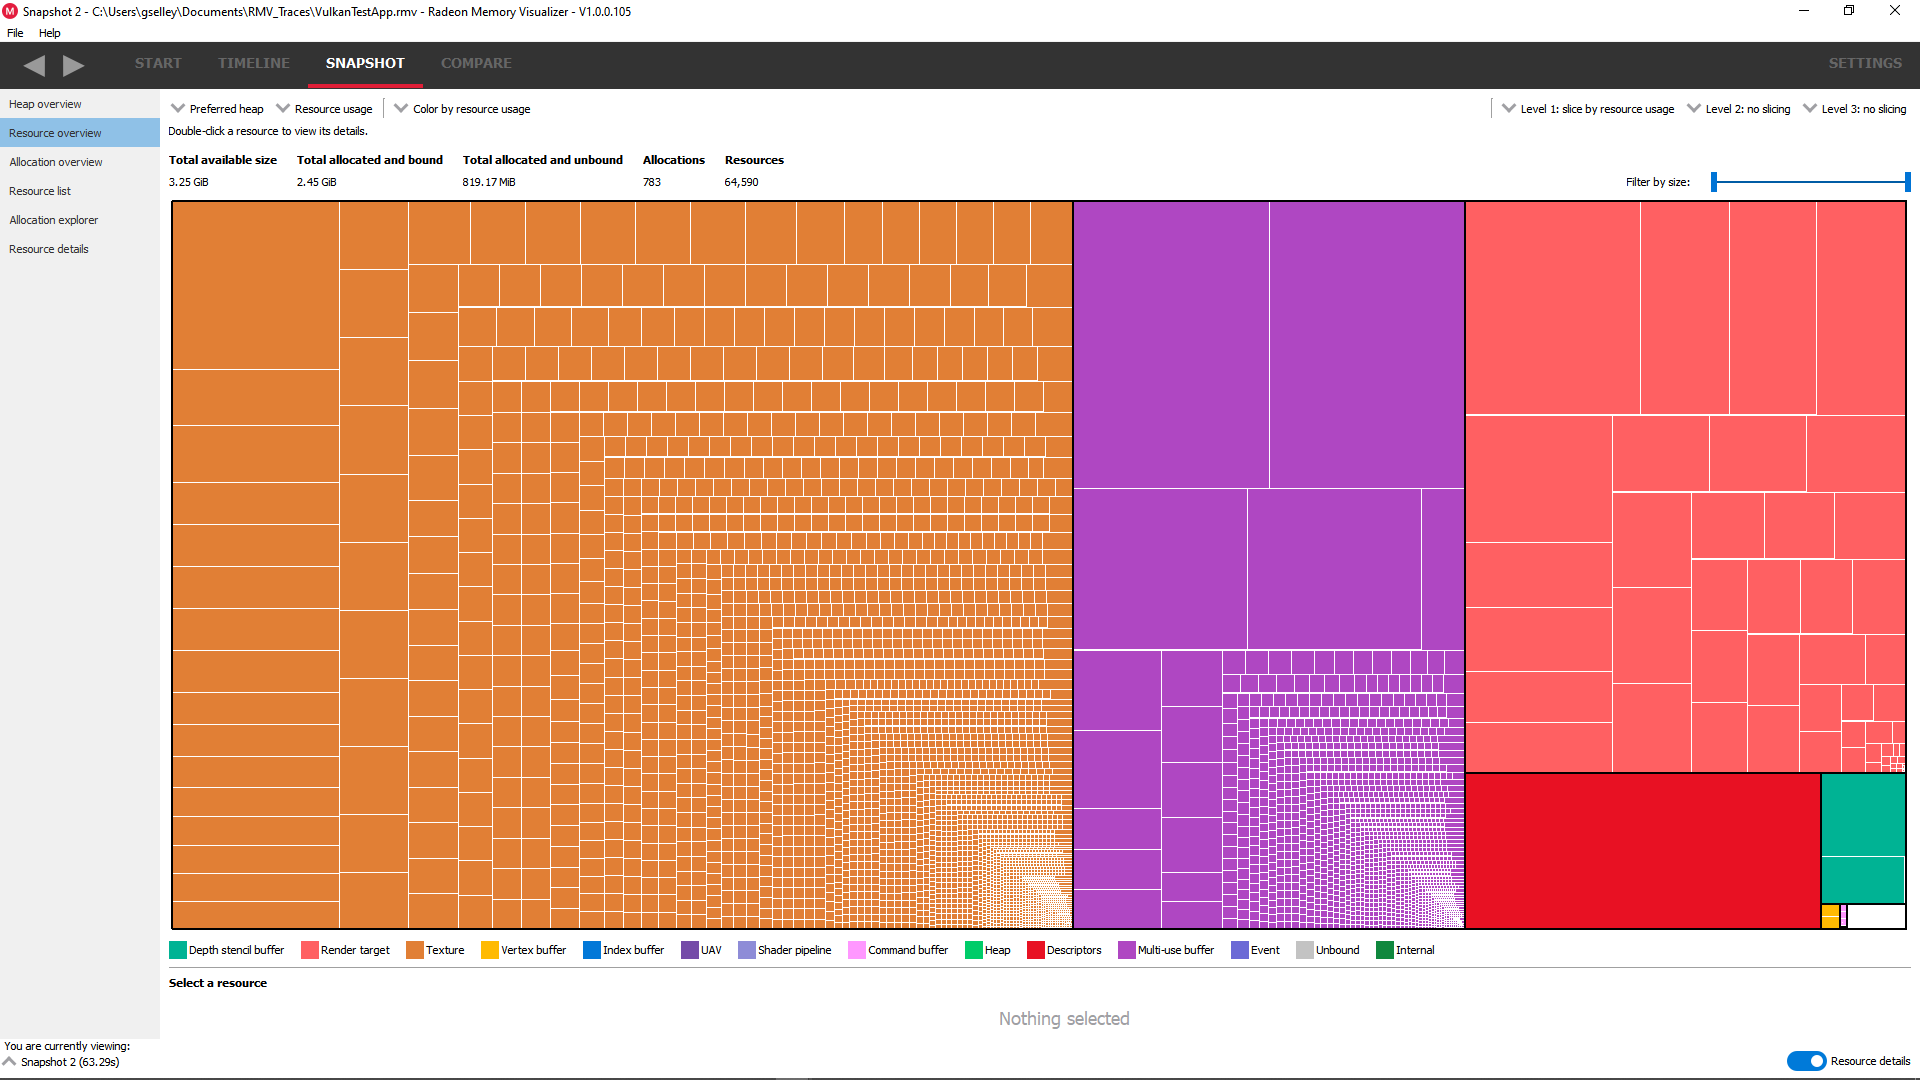 Snapshot 2 - C:\Users\gselley\Documents\RMV_Traces\VulkanTestApp.rmv - Radeon Memory Visualizer - V1.0.0.105
File Help
START TIMELINE SNAPSHOT COMPARE SETTINGS
Heap overview
Resource overview
Allocation overview
Resource list
Allocation explorer
Resource details
Preferred heap Resource usage Color by resource usage Level 1: slice by resource usage Level 2: no slicing Level 3: no slicing
Double-click a resource to view its details.
Total available size Total allocated and bound Total allocated and unbound Allocations Resources
3.25 GiB 2.45 GiB 819.17 MiB 783 64,590 Filter by size:
Depth stencil buffer Render target Texture Vertex buffer Index buffer UAV Shader pipeline Command buffer Heap Descriptors Multi-use buffer Event Unbound Internal
Select a resource
Nothing selected
You are currently viewing:
Snapshot 2 (63.29s) Resource details